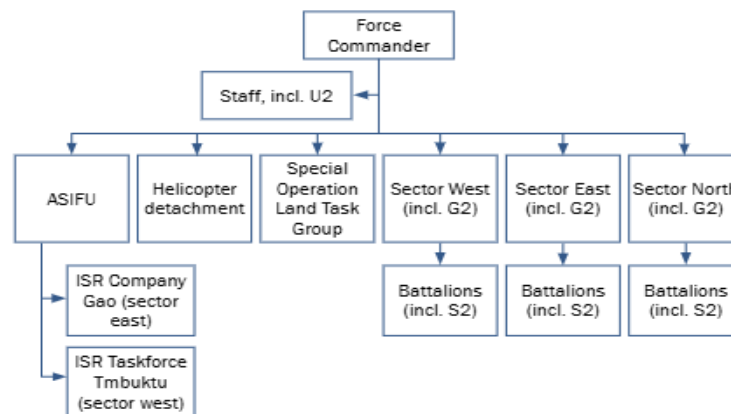 Force
Commander
Staff, incl. U2
ASIFU
Helicopter
detachment
Special
Operation
Land Task
Group
Sector West
(incl. G2)
Sector East
(incl. G2)
Sector North
(incl. G2)
ISR Company
Gao (sector
east)
Battalions
(incl. S2)
Battalions
(incl. S2)
Battalions
(incl. S2)
ISR Taskforce
Tmbuktu
(sector west)